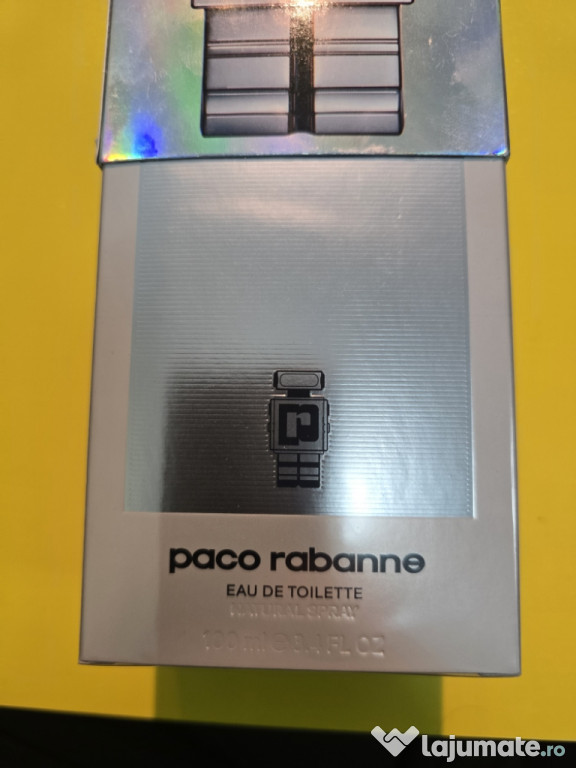 r
paco rabanne
EAU DE TOILETTE
NATURAL SPRAY
100 ml ℮ 3.4 FL OZ
lajumate.ro